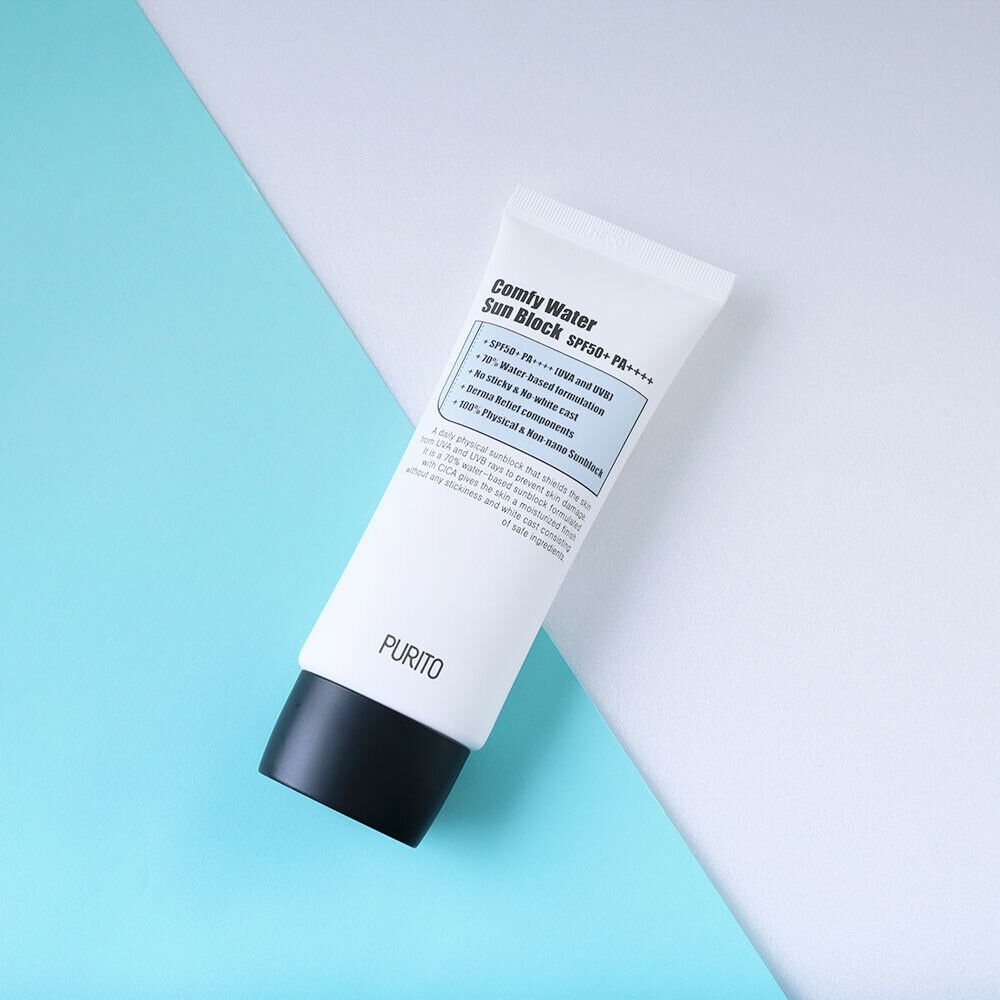 Comfy Water
Sun Block SPF50+ PA++++
+ SPF50+ PA++++ (UVA and UVB)
+ 70% Water-based formulation
+ No sticky & No-white cast
+ Derma Relief components
+ 100% Physical & Non-nano Sunblock
A daily physical sunblock that shields the skin
from UVA and UVB rays to prevent skin damage.
It is a 70% water-based sunblock formulated
with CICA gives the skin a moisturized finish
without any stickiness and white cast consisting
of safe ingredients.
PURITO